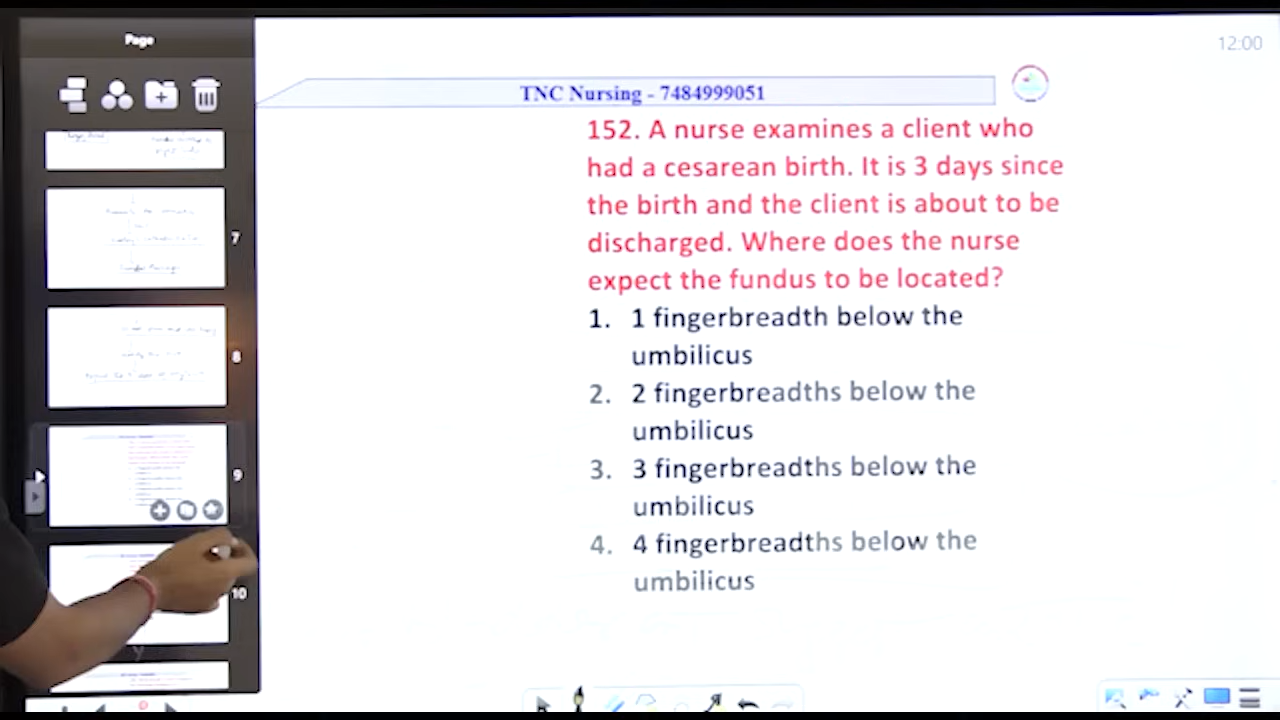 Page
12:00
TNC Nursing - 7484999051
152. A nurse examines a client who
had a cesarean birth. It is 3 days since
the birth and the client is about to be
discharged. Where does the nurse
expect the fundus to be located?
1. 1 fingerbreadth below the
umbilicus
2. 2 fingerbreadths below the
umbilicus
3. 3 fingerbreadths below the
umbilicus
4. 4 fingerbreadths below the
umbilicus
7
8
9
10